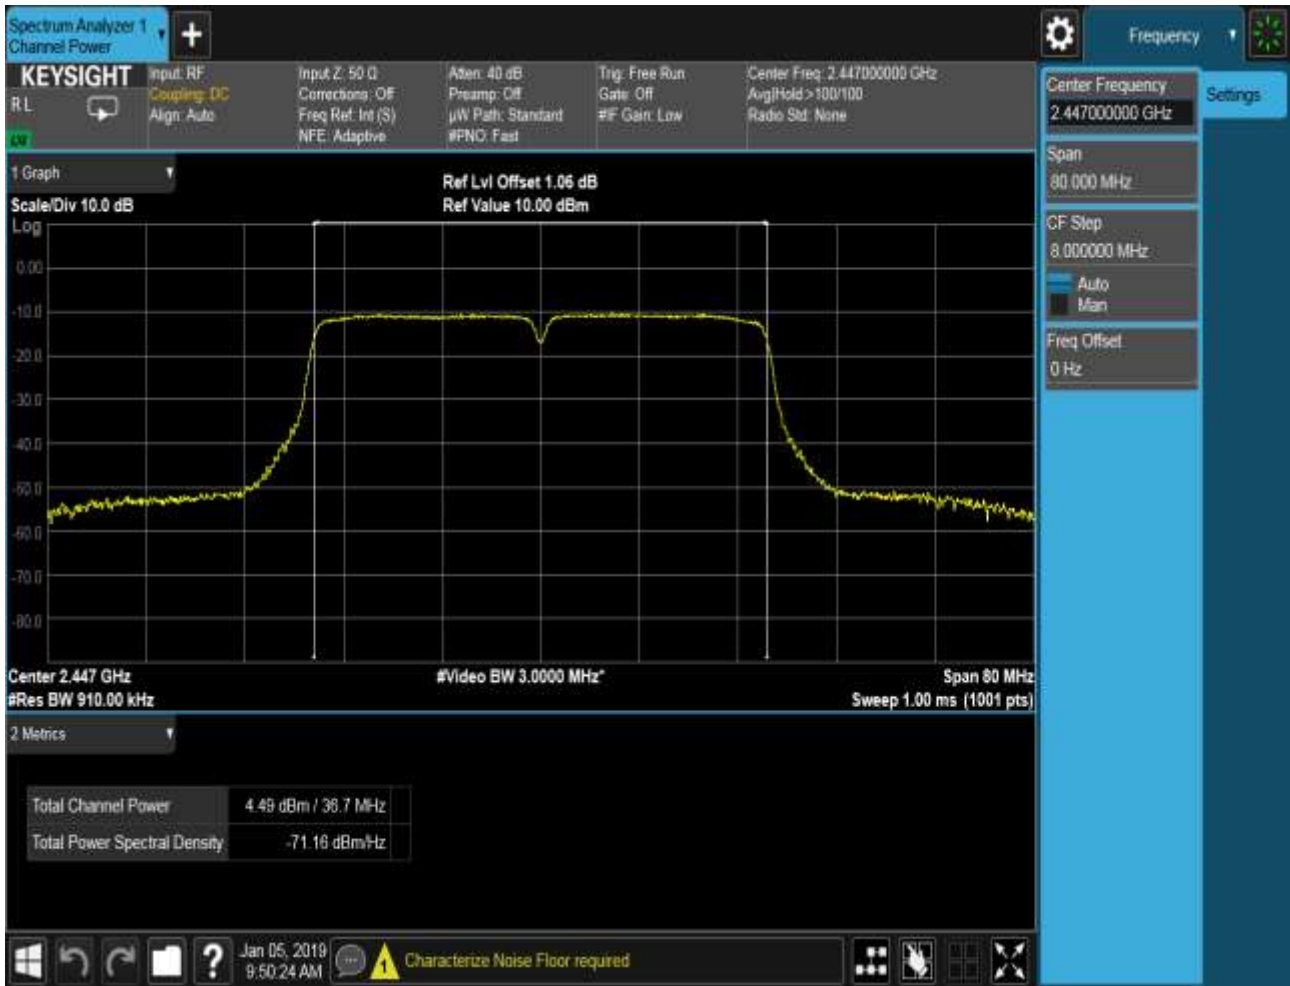 Spectrum Analyzer 1
Channel Power
+
Frequency
KEYSIGHT
RL
LXI
Input: RF
Coupling: DC
Align: Auto
Input Z: 50 Ω
Corrections: Off
Freq Ref: Int (S)
NFE: Adaptive
Atten: 40 dB
Preamp: Off
µW Path: Standard
#PNO: Fast
Trig: Free Run
Gate: Off
#IF Gain: Low
Center Freq: 2.447000000 GHz
Avg|Hold:>100/100
Radio Std: None
Center Frequency
2.447000000 GHz
Settings
Span
80.000 MHz
CF Step
8.000000 MHz
Auto
Man
Freq Offset
0 Hz
1 Graph
Scale/Div 10.0 dB
Ref Lvl Offset 1.06 dB
Ref Value 10.00 dBm
Log
0.00
-10.0
-20.0
-30.0
-40.0
-50.0
-60.0
-70.0
-80.0
Center 2.447 GHz
#Res BW 910.00 kHz
#Video BW 3.0000 MHz*
Span 80 MHz
Sweep 1.00 ms (1001 pts)
2 Metrics
Total Channel Power 4.49 dBm / 36.7 MHz
Total Power Spectral Density -71.16 dBm/Hz
?
Jan 05, 2019
9:50:24 AM
1
Characterize Noise Floor required